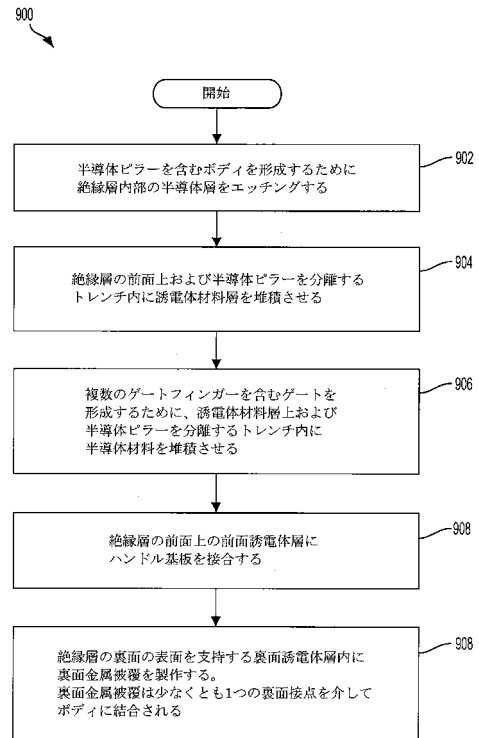 900
開始
902
半導体ピラーを含むボディを形成するために
絶縁層内部の半導体層をエッチングする
904
絶縁層の前面上および半導体ピラーを分離する
トレンチ内に誘電体材料層を堆積させる
906
複数のゲートフィンガーを含むゲートを
形成するために、誘電体材料層上および
半導体ピラーを分離するトレンチ内に
半導体材料を堆積させる
908
絶縁層の前面上の前面誘電体層に
ハンドル基板を接合する
908
絶縁層の裏面の表面を支持する裏面誘電体層内に
裏面金属被覆を製作する。
裏面金属被覆は少なくとも1つの裏面接点を介して
ボディに結合される